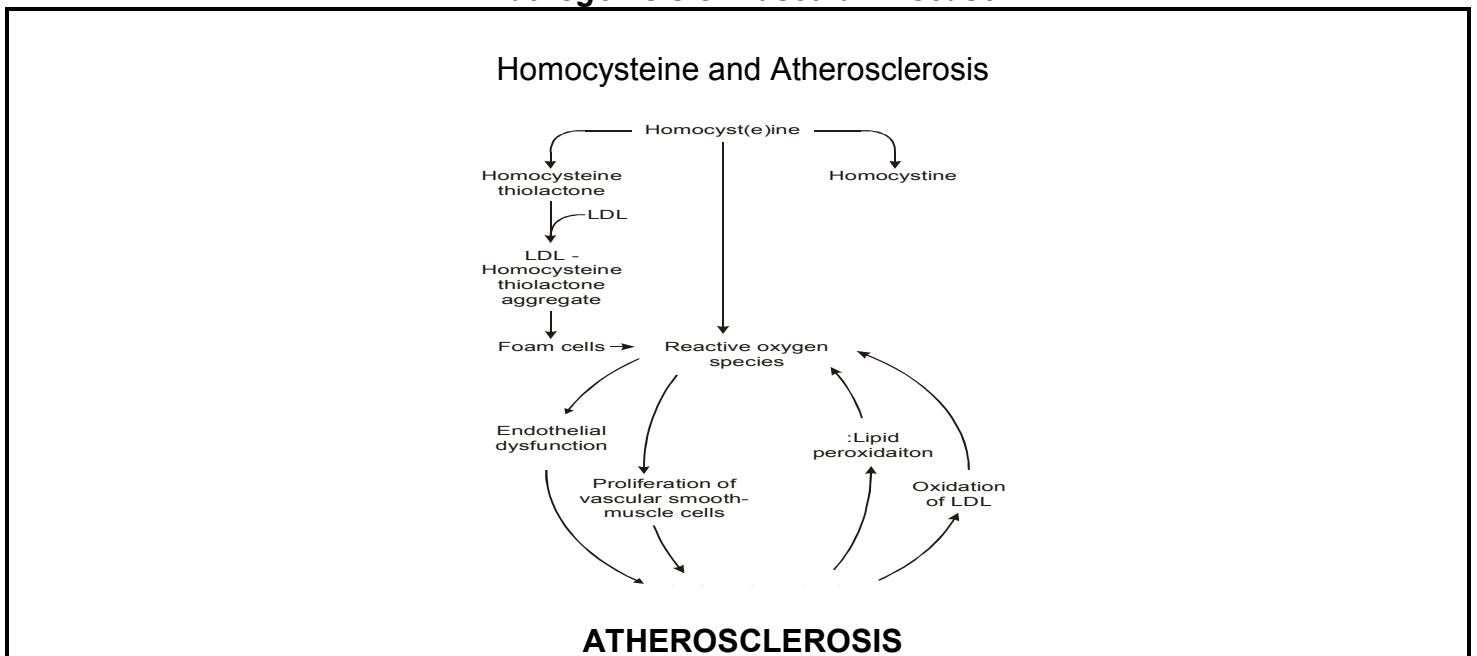 Homocysteine and Atherosclerosis
Homocyst(e)ine
Homocysteine
thiolactone
Homocystine
LDL
LDL -
Homocysteine
thiolactone
aggregate
Foam cells
Reactive oxygen
species
Endothelial
dysfunction
:Lipid
peroxidaiton
Proliferation of
vascular smooth-
muscle cells
Oxidation
of LDL
ATHEROSCLEROSIS